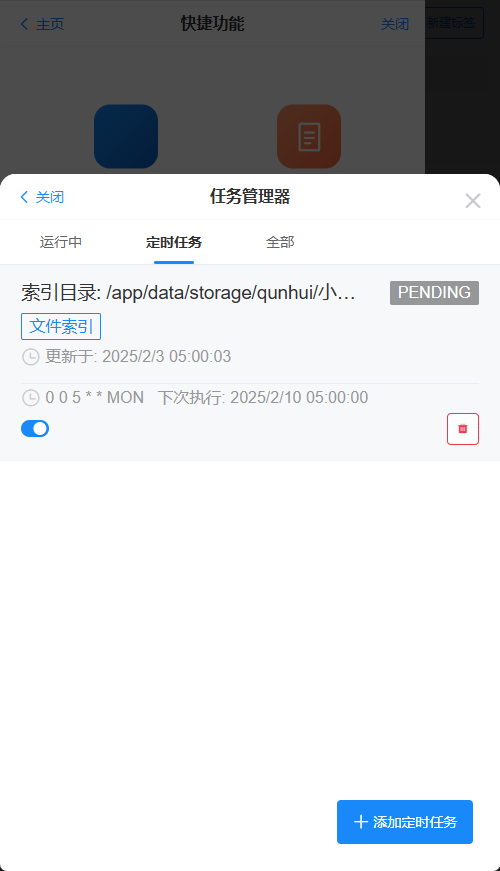 主页
快捷功能
关闭
新建标签
关闭
任务管理器
运行中
定时任务
全部
索引目录: /app/data/storage/qunhui/小…
PENDING
文件索引
更新于: 2025/2/3 05:00:03
0 0 5 * * MON 下次执行: 2025/2/10 05:00:00
添加定时任务